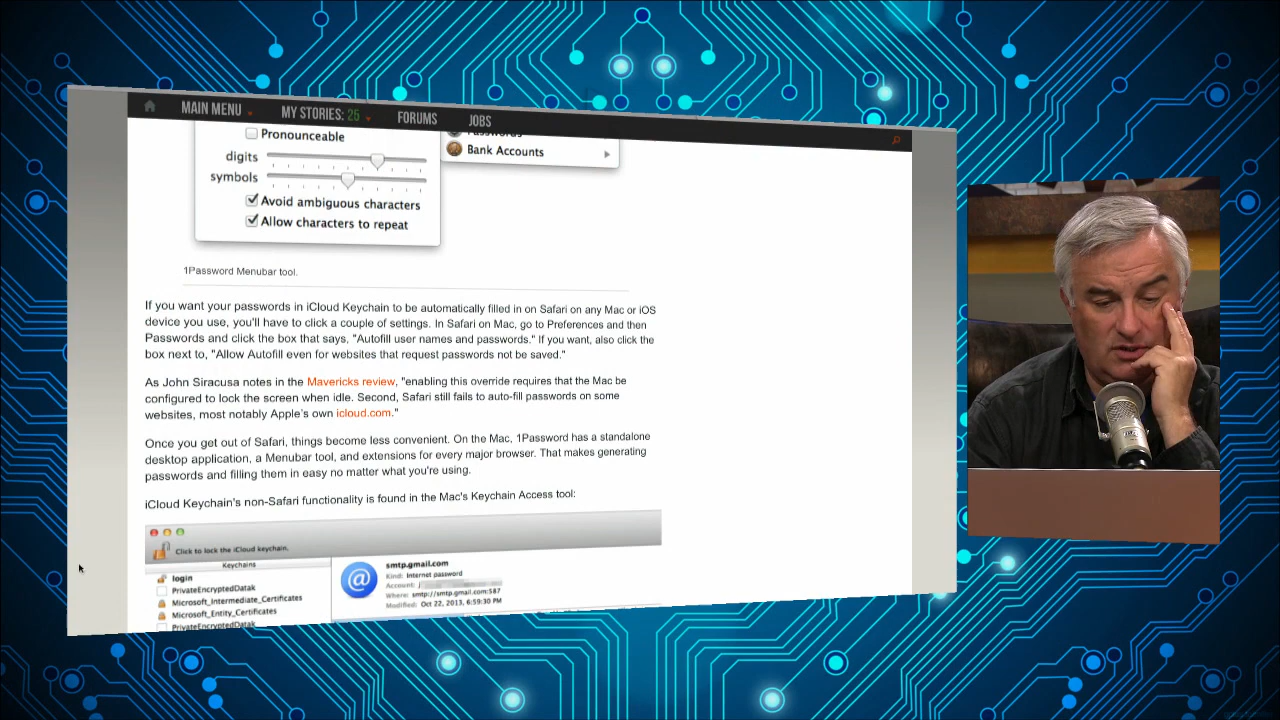 MAIN MENU MY STORIES: 25 FORUMS JOBS
Pronounceable
Passwords
Bank Accounts
digits
symbols
Avoid ambiguous characters
Allow characters to repeat
1Password Menubar tool.
If you want your passwords in iCloud Keychain to be automatically filled in on Safari on any Mac or iOS
device you use, you'll have to click a couple of settings. In Safari on Mac, go to Preferences and then
Passwords and click the box that says, "Autofill user names and passwords." If you want, also click the
box next to, "Allow Autofill even for websites that request passwords not be saved."
As John Siracusa notes in the Mavericks review, "enabling this override requires that the Mac be
configured to lock the screen when idle. Second, Safari still fails to auto-fill passwords on some
websites, most notably Apple's own icloud.com."
Once you get out of Safari, things become less convenient. On the Mac, 1Password has a standalone
desktop application, a Menubar tool, and extensions for every major browser. That makes generating
passwords and filling them in easy no matter what you're using.
iCloud Keychain's non-Safari functionality is found in the Mac's Keychain Access tool:
Click to lock the iCloud keychain.
Keychains
login
PrivateEncryptedDatak
Microsoft_Intermediate_Certificates
Microsoft_Entity_Certificates
PrivateEncryptedDatak
smtp.gmail.com
Kind: Internet password
Account:
Where: smtp://smtp.gmail.com:587
Modified: Oct 22, 2013, 6:59:30 PM